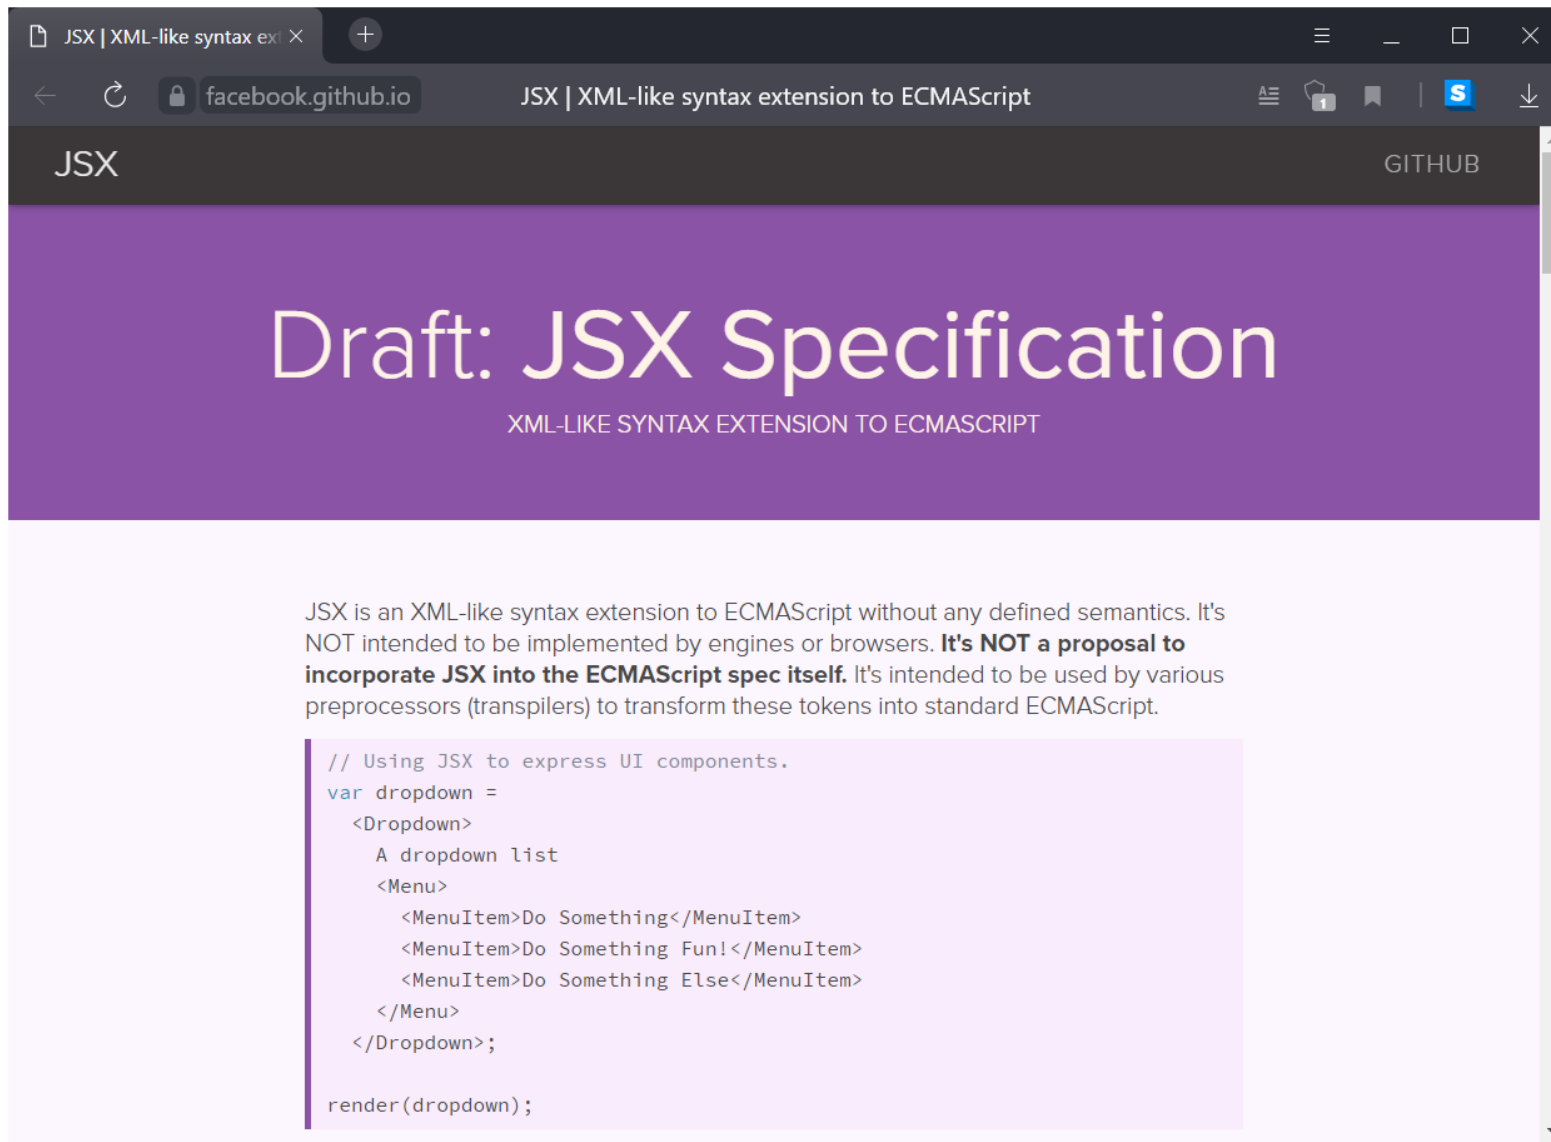 JSX | XML-like syntax ex
facebook.github.io
JSX | XML-like syntax extension to ECMAScript
1
S
JSX
GITHUB
Draft: JSX Specification
XML-LIKE SYNTAX EXTENSION TO ECMASCRIPT
JSX is an XML-like syntax extension to ECMAScript without any defined semantics. It's
NOT intended to be implemented by engines or browsers. It's NOT a proposal to
incorporate JSX into the ECMAScript spec itself. It's intended to be used by various
preprocessors (transpilers) to transform these tokens into standard ECMAScript.
// Using JSX to express UI components.
var dropdown =
  <Dropdown>
    A dropdown list
    <Menu>
      <MenuItem>Do Something</MenuItem>
      <MenuItem>Do Something Fun!</MenuItem>
      <MenuItem>Do Something Else</MenuItem>
    </Menu>
  </Dropdown>;
render(dropdown);